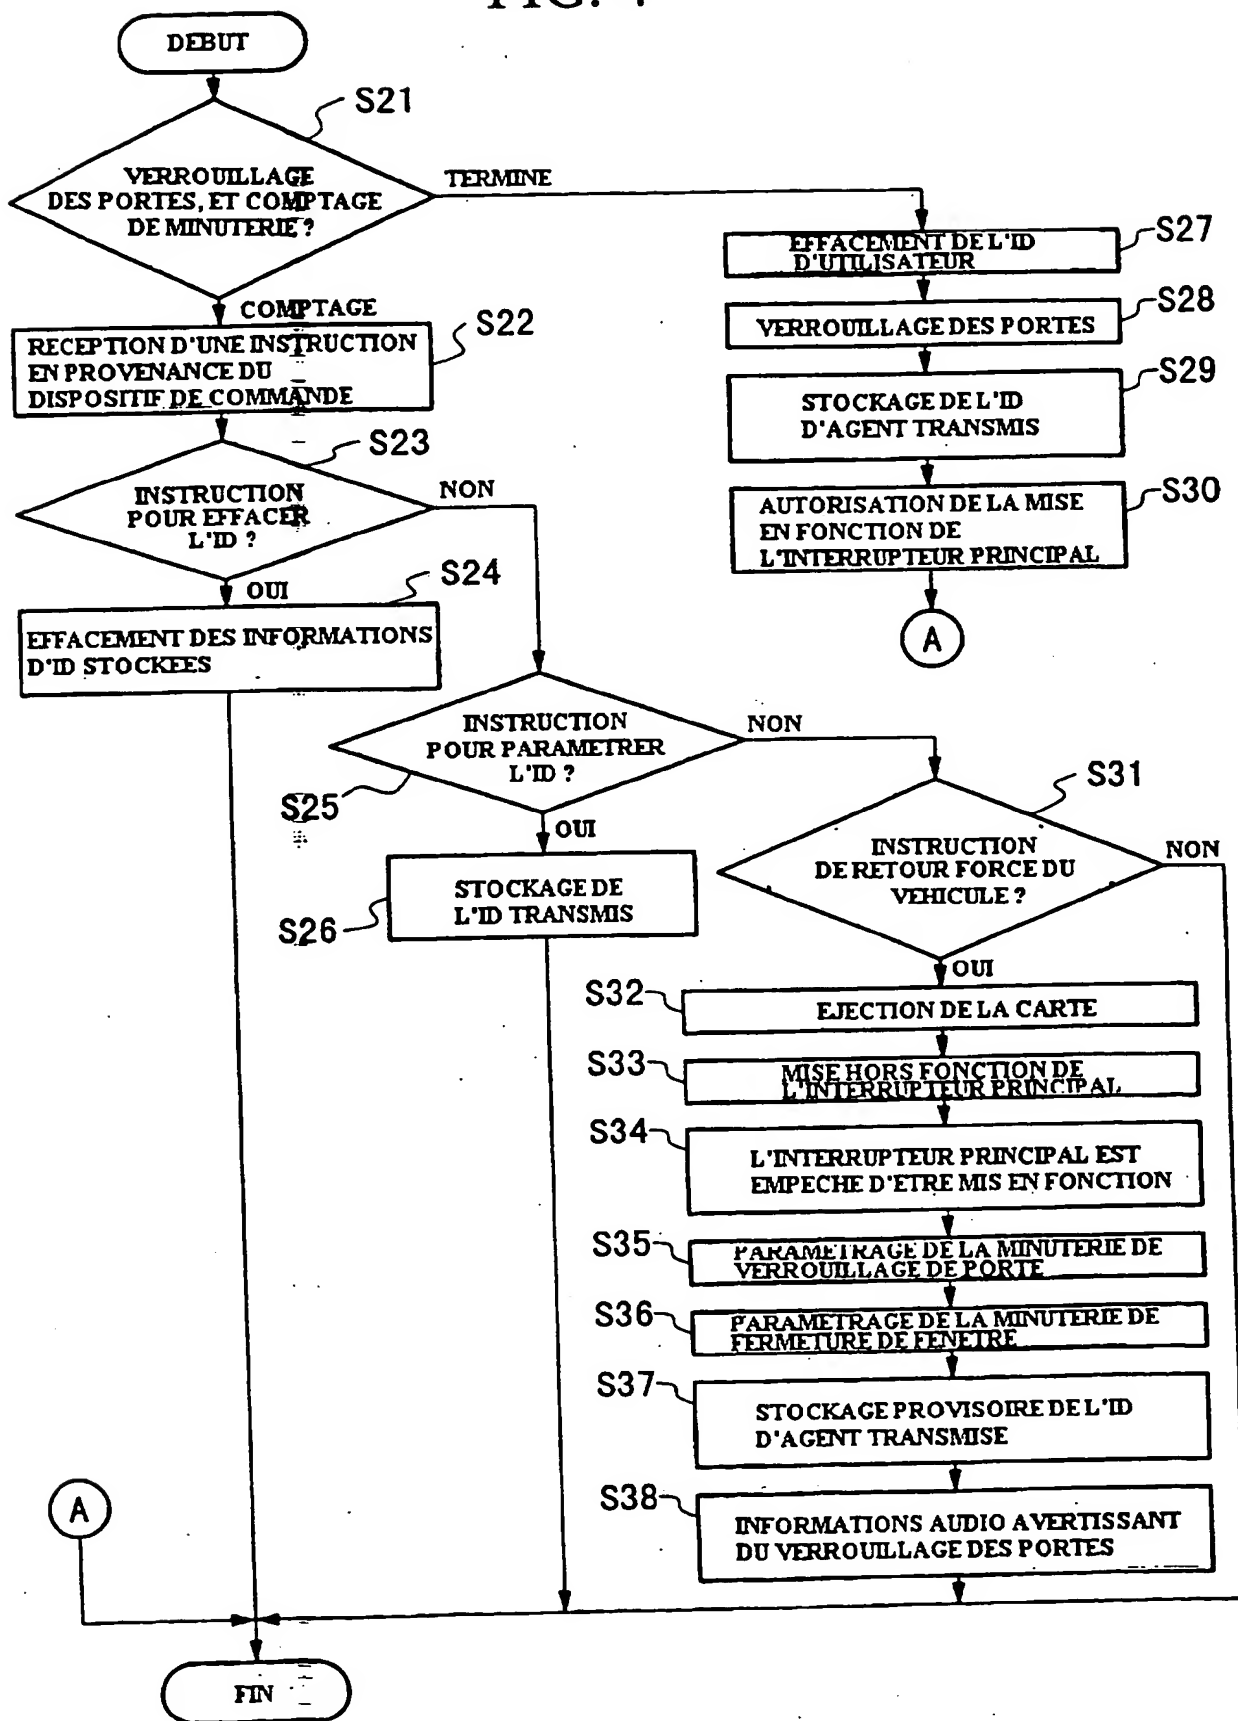 FIG.
DEBUT
S21
VERROUILLAGE
DES PORTES, ET COMPTAGE
DE MINUTERIE ?
TERMINE
COMPTAGE
S22
RECEPTION D'UNE INSTRUCTION
EN PROVENANCE DU
DISPOSITIF DE COMMANDE
S23
INSTRUCTION
POUR EFFACER
L'ID ?
NON
OUI
S24
EFFACEMENT DES INFORMATIONS
D'ID STOCKEES
S27
EFFACEMENT DE L'ID
D'UTILISATEUR
S28
VERROUILLAGE DES PORTES
S29
STOCKAGE DE L'ID
D'AGENT TRANSMIS
S30
AUTORISATION DE LA MISE
EN FONCTION DE
L'INTERRUPTEUR PRINCIPAL
A
INSTRUCTION
POUR PARAMETRER
L'ID ?
NON
S25
OUI
STOCKAGE DE
L'ID TRANSMIS
S26
S31
INSTRUCTION
DE RETOUR FORCE DU
VEHICULE ?
NON
OUI
S32
EJECTION DE LA CARTE
S33
MISE HORS FONCTION DE
L'INTERRUPTEUR PRINCIPAL
S34
L'INTERRUPTEUR PRINCIPAL EST
EMPECHE D'ETRE MIS EN FONCTION
S35
PARAMETRAGE DE LA MINUTERIE DE
VERROUILLAGE DE PORTE
S36
PARAMETRAGE DE LA MINUTERIE DE
FERMETURE DE FENETRE
S37
STOCKAGE PROVISOIRE DE L'ID
D'AGENT TRANSMISE
S38
INFORMATIONS AUDIO AVERTISSANT
DU VERROUILLAGE DES PORTES
A
FIN